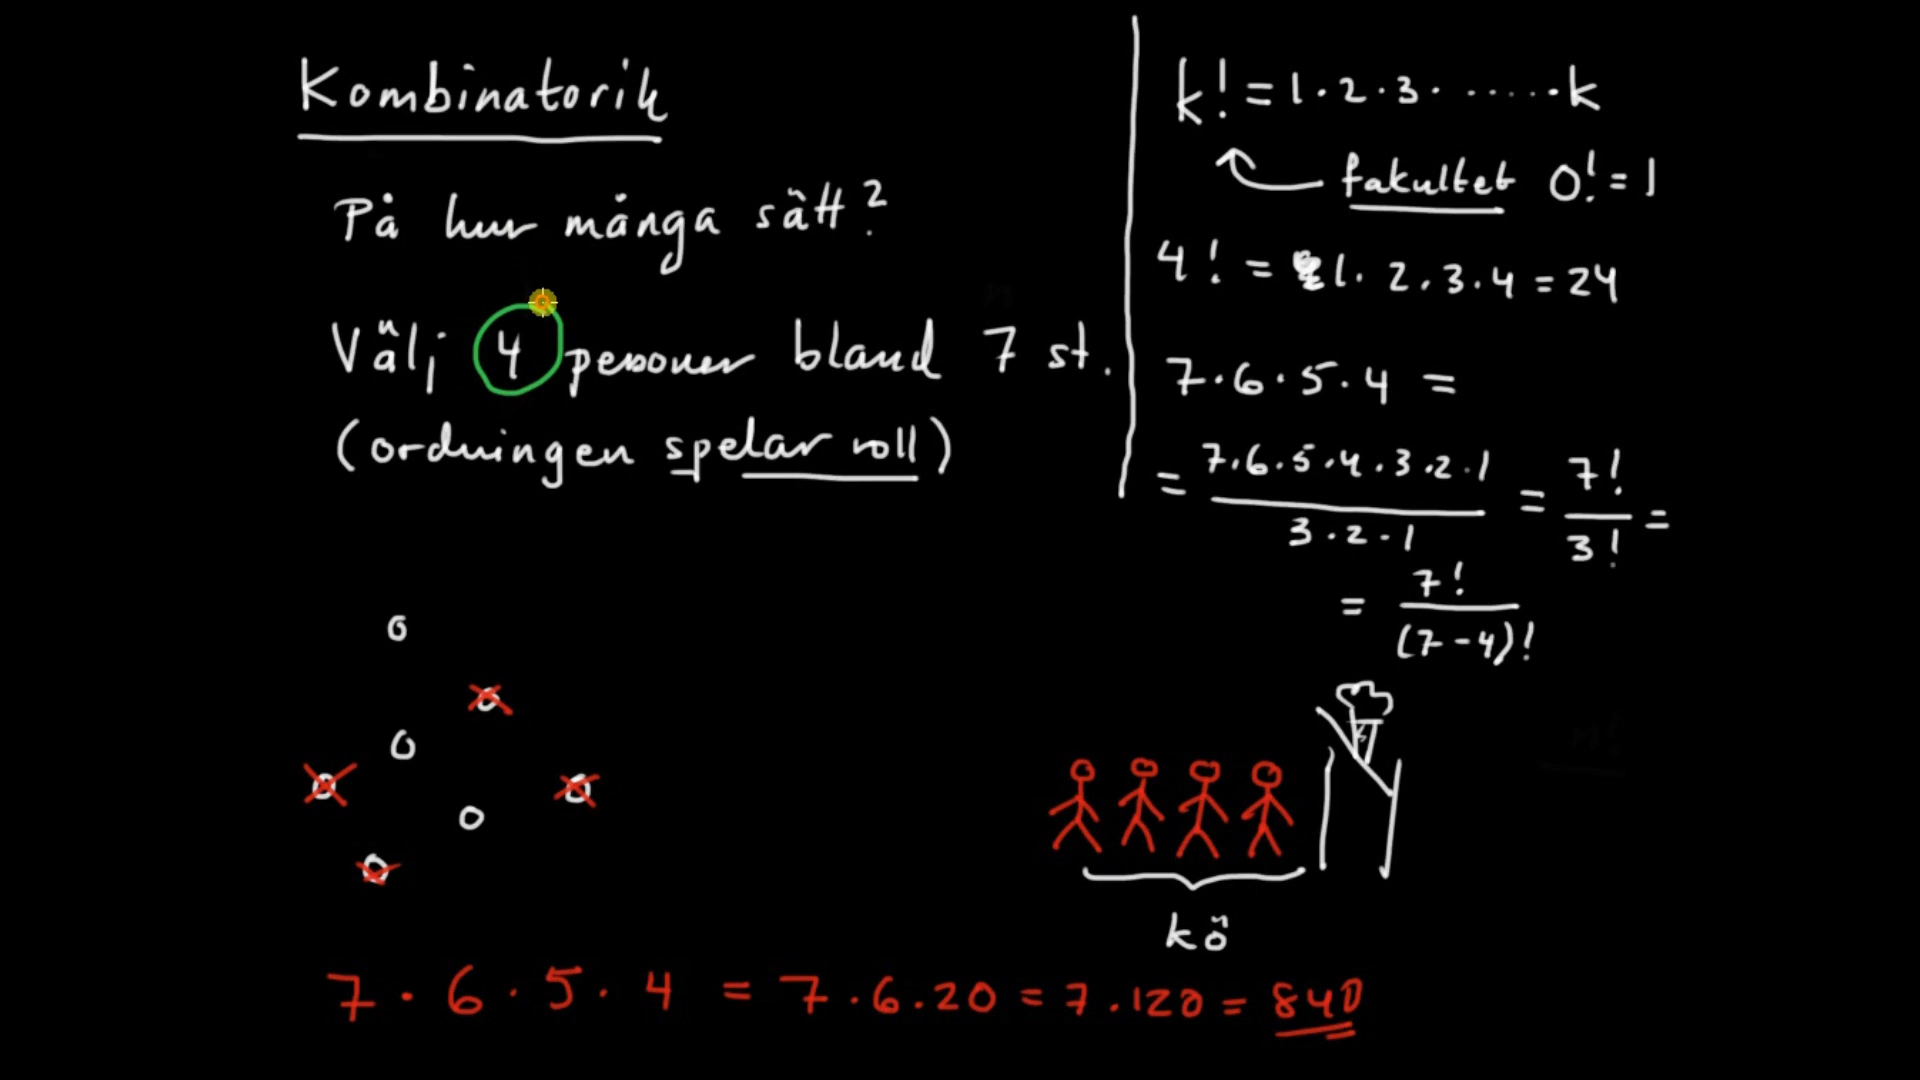 Kombinatorik
På hur många sätt?
Välj 4 personer bland 7 st.
(ordningen spelar roll)
k! = 1·2·3· ·····k
fakultet 0! = 1
4! = 1·2·3·4 = 24
7·6·5·4 =
= 7·6·5·4·3·2·1 / 3·2·1 = 7! / 3! =
= 7! / (7-4)!
kö
7·6·5·4 = 7·6·20 = 7·120 = 840